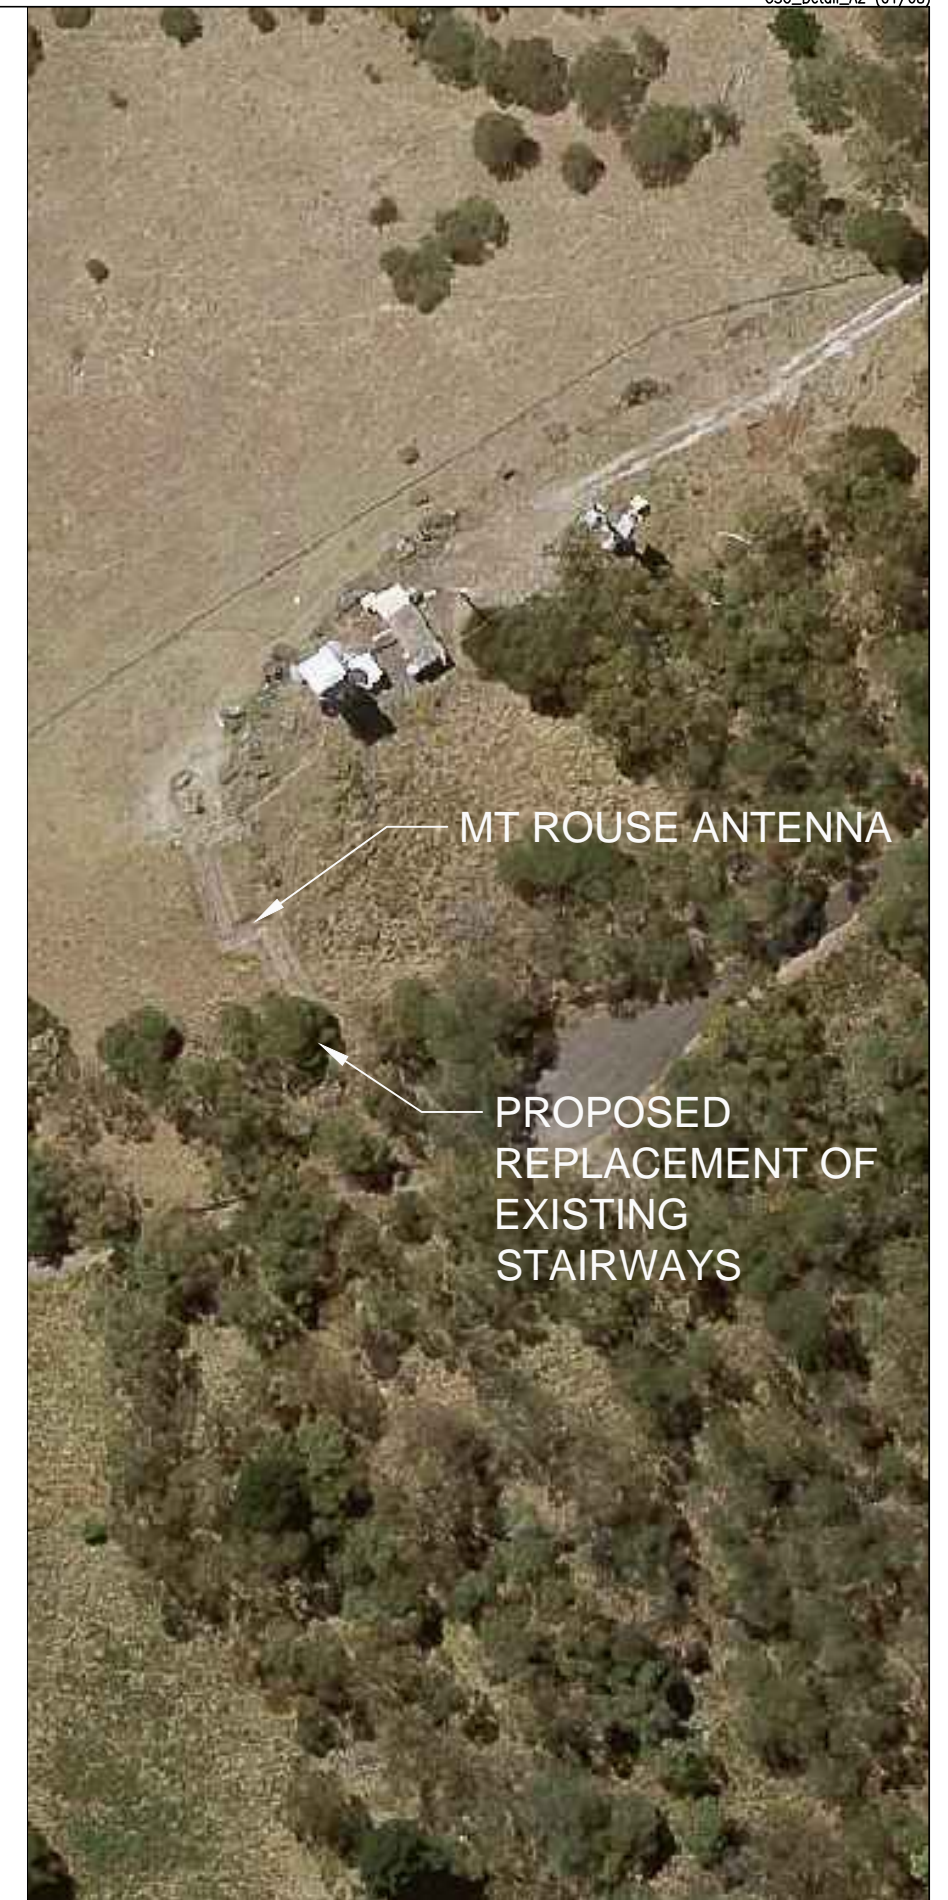 MT ROUSE ANTENNA
PROPOSED
REPLACEMENT OF
EXISTING
STAIRWAYS